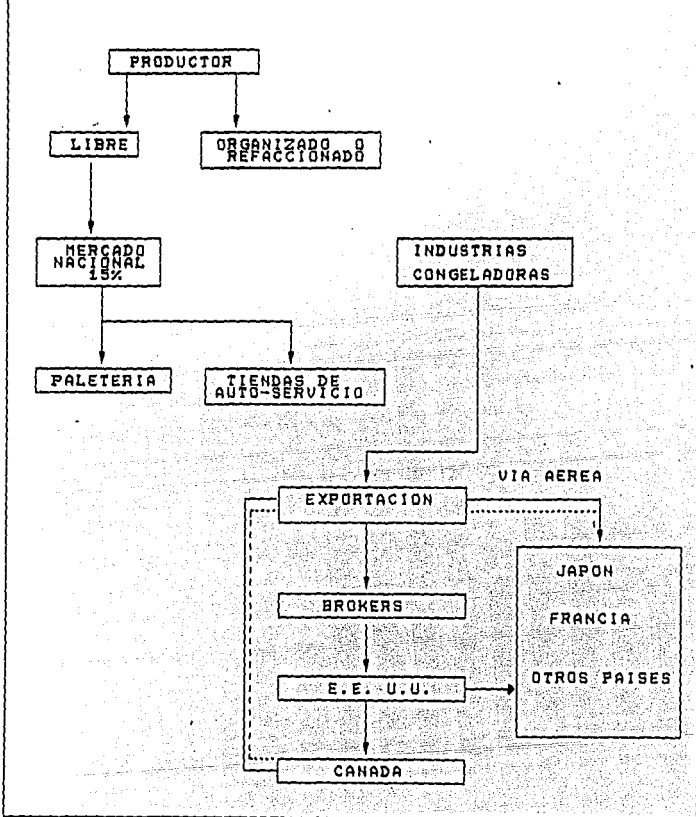 PRODUCTOR
LIBRE
ORGANIZADO O
REFACCIONADO
MERCADO
NACIONAL
15%
INDUSTRIAS
CONGELADORAS
PALETERIA
TIENDAS DE
AUTO-SERVICIO
VIA AEREA
EXPORTACION
JAPON
BROKERS
FRANCIA
OTROS PAISES
E.E. U.U.
CANADA